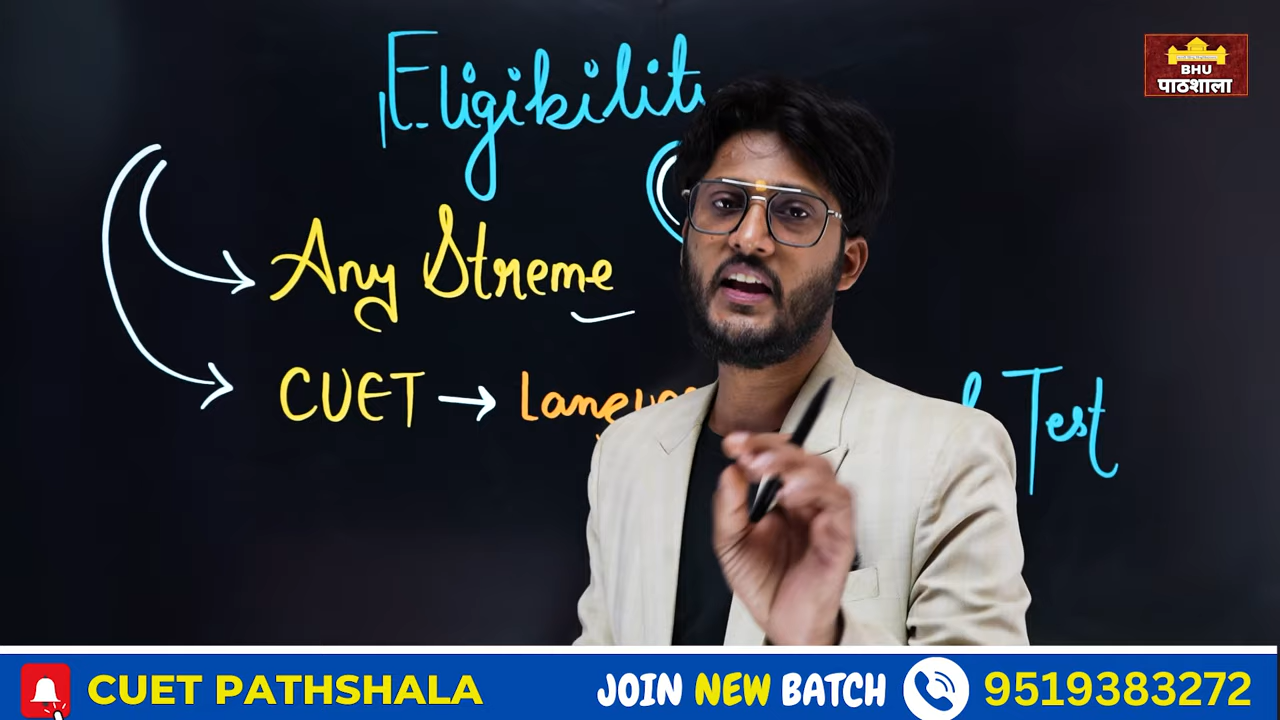 Eligibilit
BHU
पाठशाला
Any Streme
CUET → Langua
Test
CUET PATHSHALA
JOIN NEW BATCH
9519383272